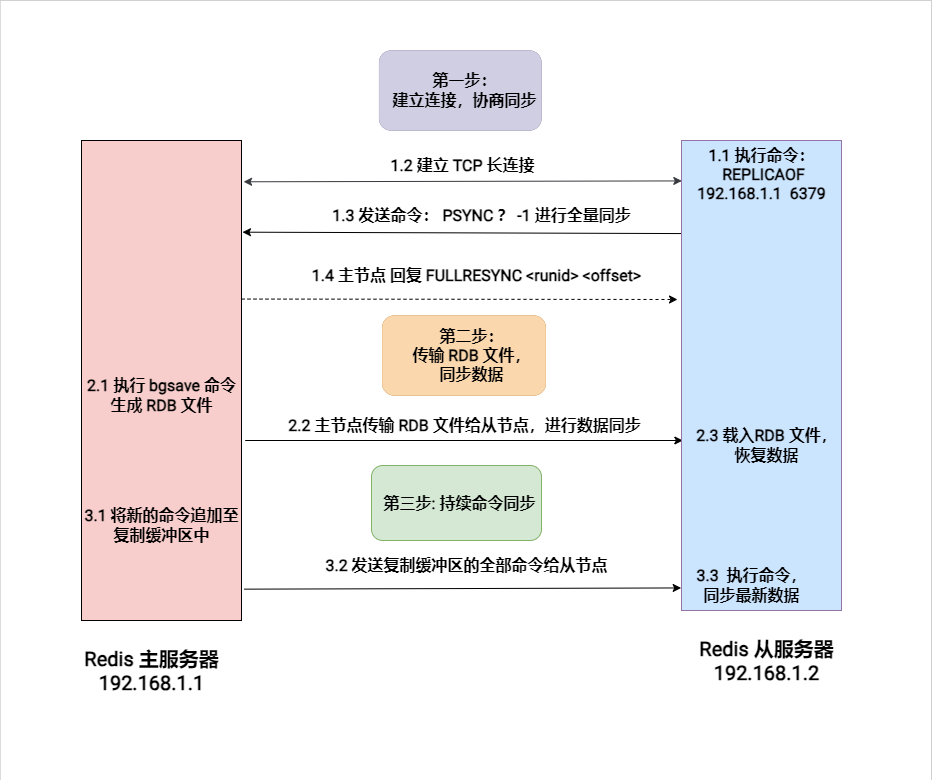 第一步：
建立连接，协商同步
1.2 建立 TCP 长连接
1.1 执行命令：
REPLICAOF
192.168.1.1 6379
1.3 发送命令： PSYNC ？ -1 进行全量同步
1.4 主节点 回复 FULLRESYNC <runid> <offset>
第二步：
传输 RDB 文件，
同步数据
2.1 执行 bgsave 命令
生成 RDB 文件
2.2 主节点传输 RDB 文件给从节点，进行数据同步
2.3 载入RDB 文件，
恢复数据
第三步: 持续命令同步
3.1 将新的命令追加至
复制缓冲区中
3.2 发送复制缓冲区的全部命令给从节点
3.3 执行命令，
同步最新数据
Redis 主服务器
192.168.1.1
Redis 从服务器
192.168.1.2